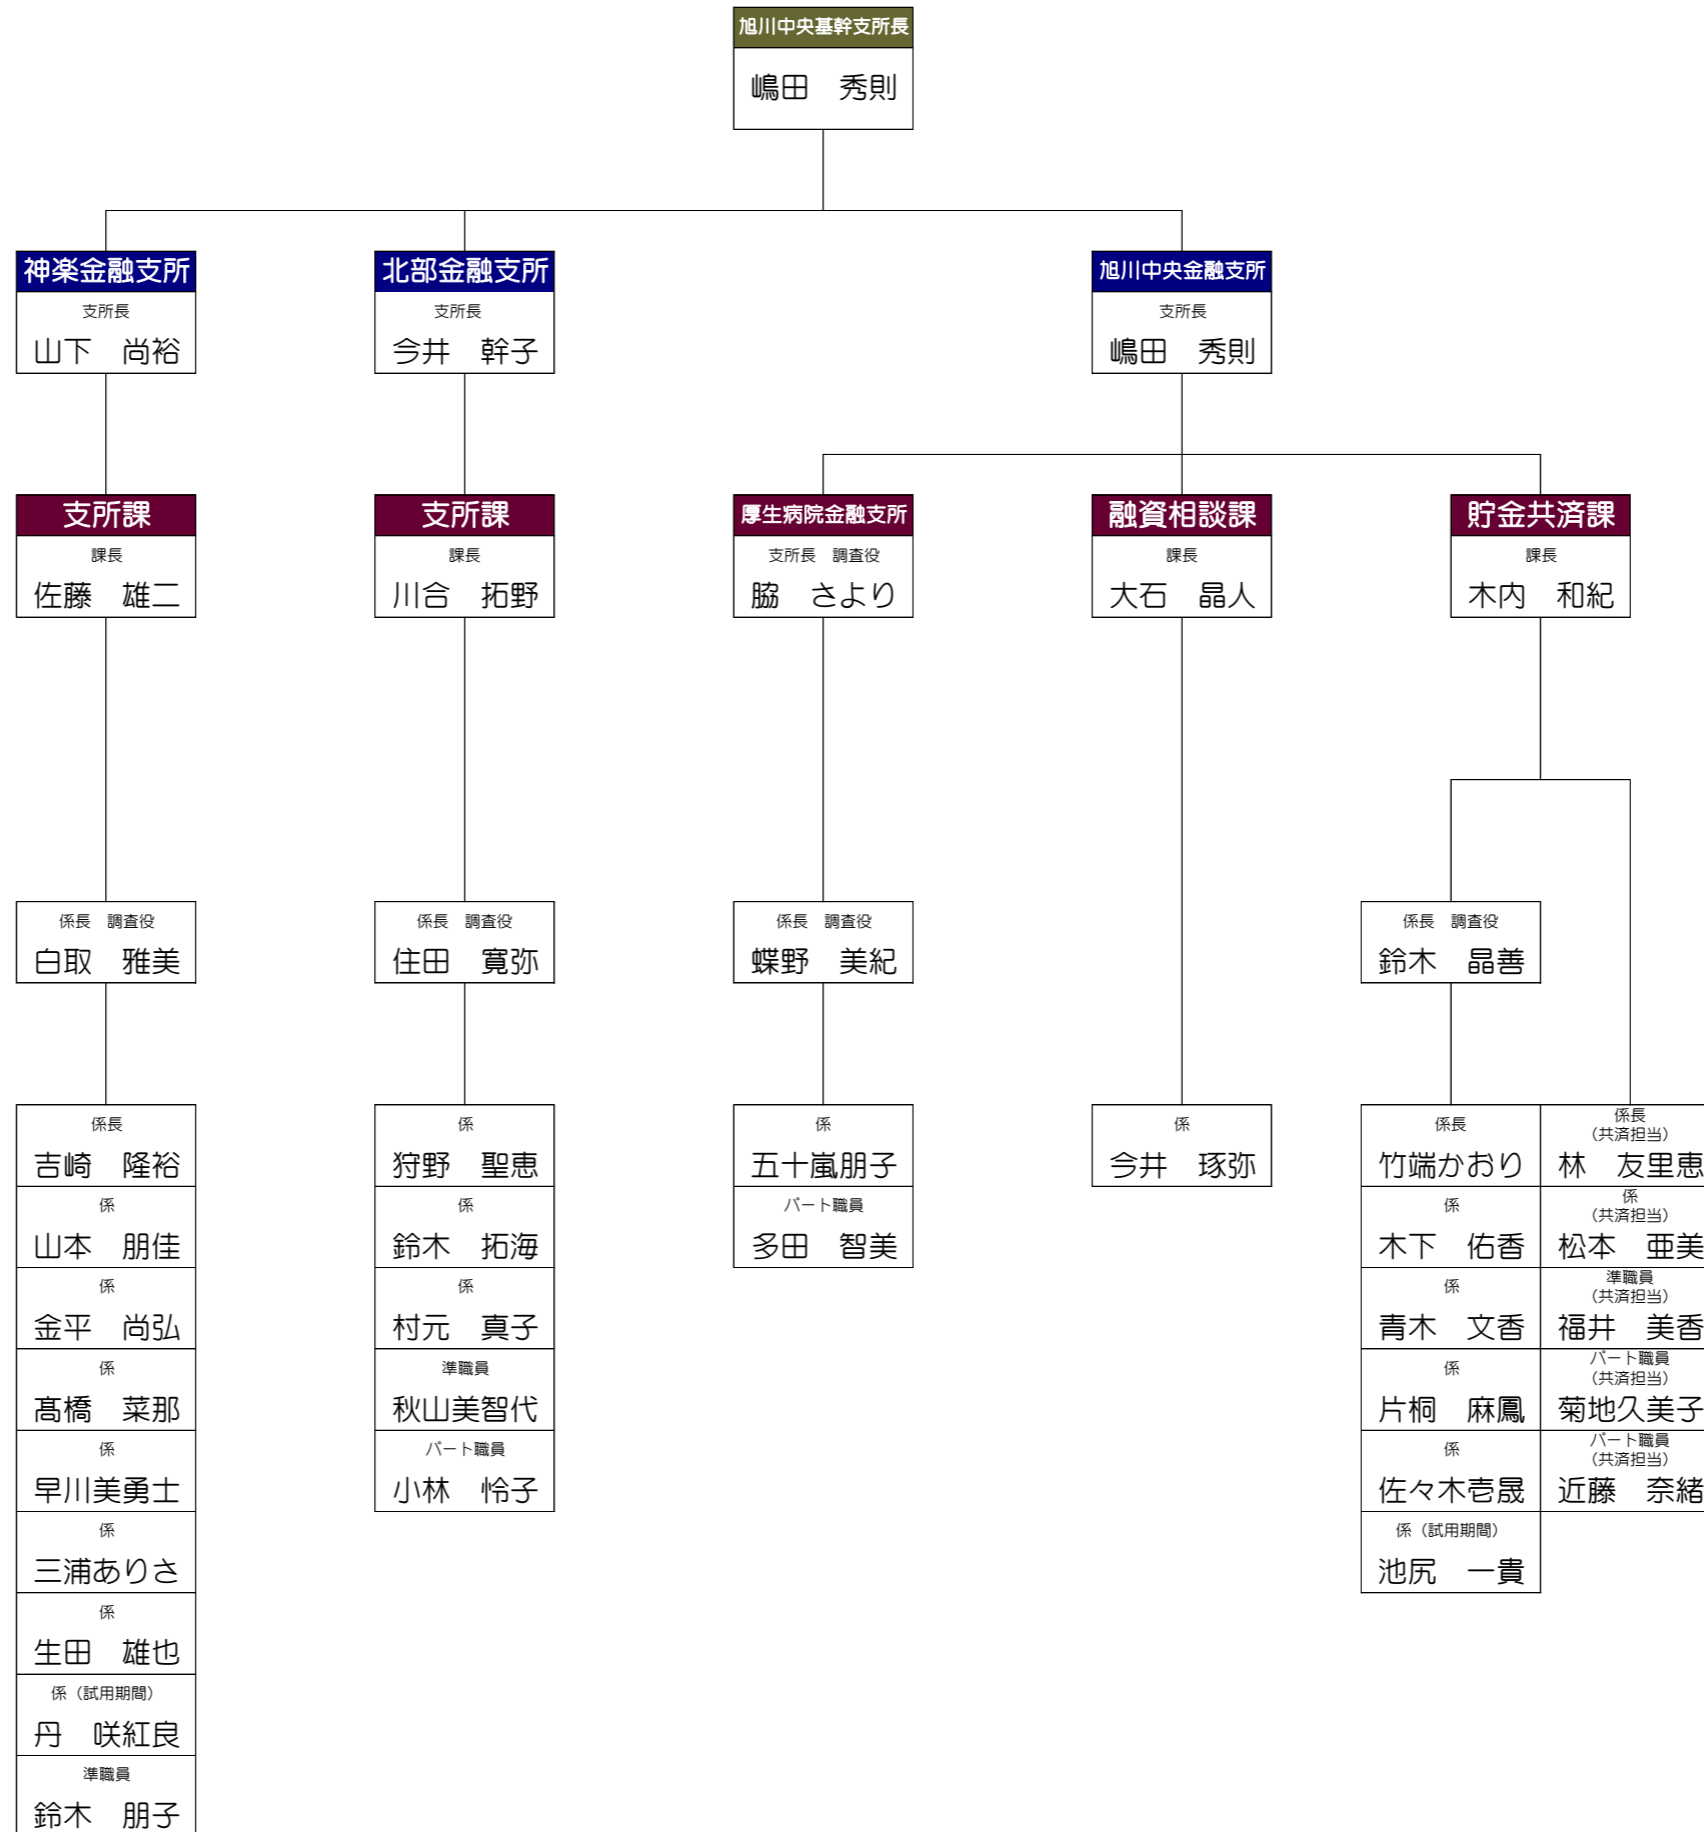 旭川中央基幹支所長
嶋田　秀則
神楽金融支所
支所長
山下　尚裕
北部金融支所
支所長
今井　幹子
旭川中央金融支所
支所長
嶋田　秀則
支所課
課長
佐藤　雄二
支所課
課長
川合　拓野
厚生病院金融支所
支所長　調査役
脇　さより
融資相談課
課長
大石　晶人
貯金共済課
課長
木内　和紀
係長　調査役
白取　雅美
係長　調査役
住田　寛弥
係長　調査役
蝶野　美紀
係長　調査役
鈴木　晶善
係長
吉崎　隆裕
係
山本　朋佳
係
金平　尚弘
係
髙橋　菜那
係
早川美勇士
係
三浦ありさ
係
生田　雄也
係（試用期間）
丹　咲紅良
準職員
鈴木　朋子
係
狩野　聖恵
係
鈴木　拓海
係
村元　真子
準職員
秋山美智代
パート職員
小林　怜子
係
五十嵐朋子
パート職員
多田　智美
係
今井　琢弥
係長
竹端かおり
係
木下　佑香
係
青木　文香
係
片桐　麻鳳
係
佐々木壱晟
係（試用期間）
池尻　一貴
係長
（共済担当）
林　友里恵
係
（共済担当）
松本　亜美
準職員
（共済担当）
福井　美香
パート職員
（共済担当）
菊地久美子
パート職員
（共済担当）
近藤　奈緒